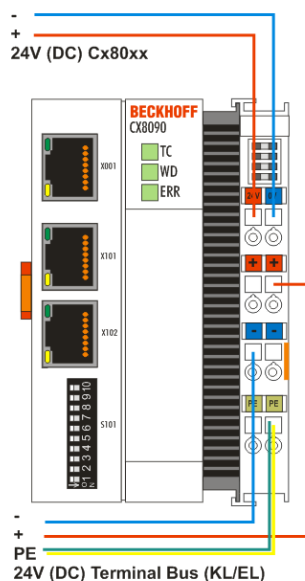 -
+
24V (DC) Cx80xx
BECKHOFF
CX8090
X001
TC
WD
ERR
24V 0V
X101
+ +
X102
- -
PE PE
S101
1 2 3 4 5 6 7 8 9 10
ON
-
+
PE
24V (DC) Terminal Bus (KL/EL)